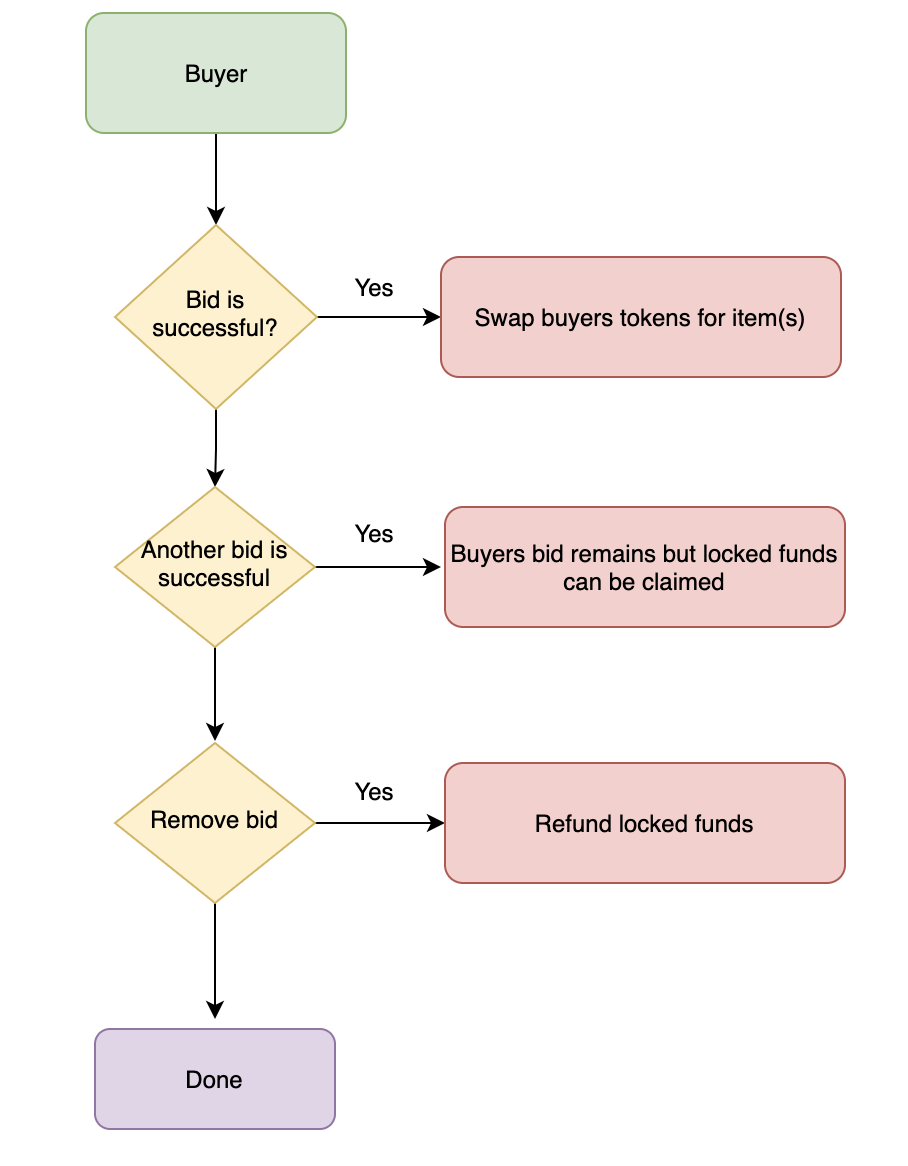 Buyer
Bid is
successful?
Yes
Swap buyers tokens for item(s)
Another bid is
successful
Yes
Buyers bid remains but locked funds
can be claimed
Remove bid
Yes
Refund locked funds
Done